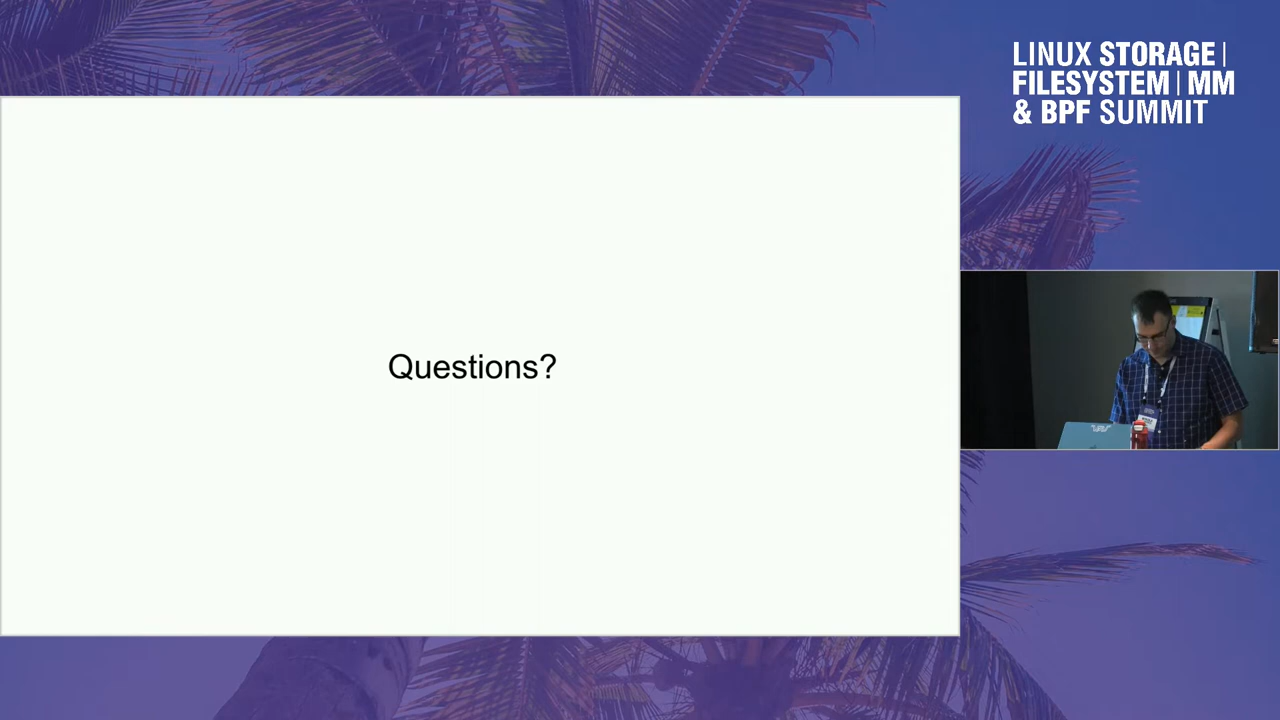 LINUX STORAGE |
FILESYSTEM | MM
& BPF SUMMIT
Questions?